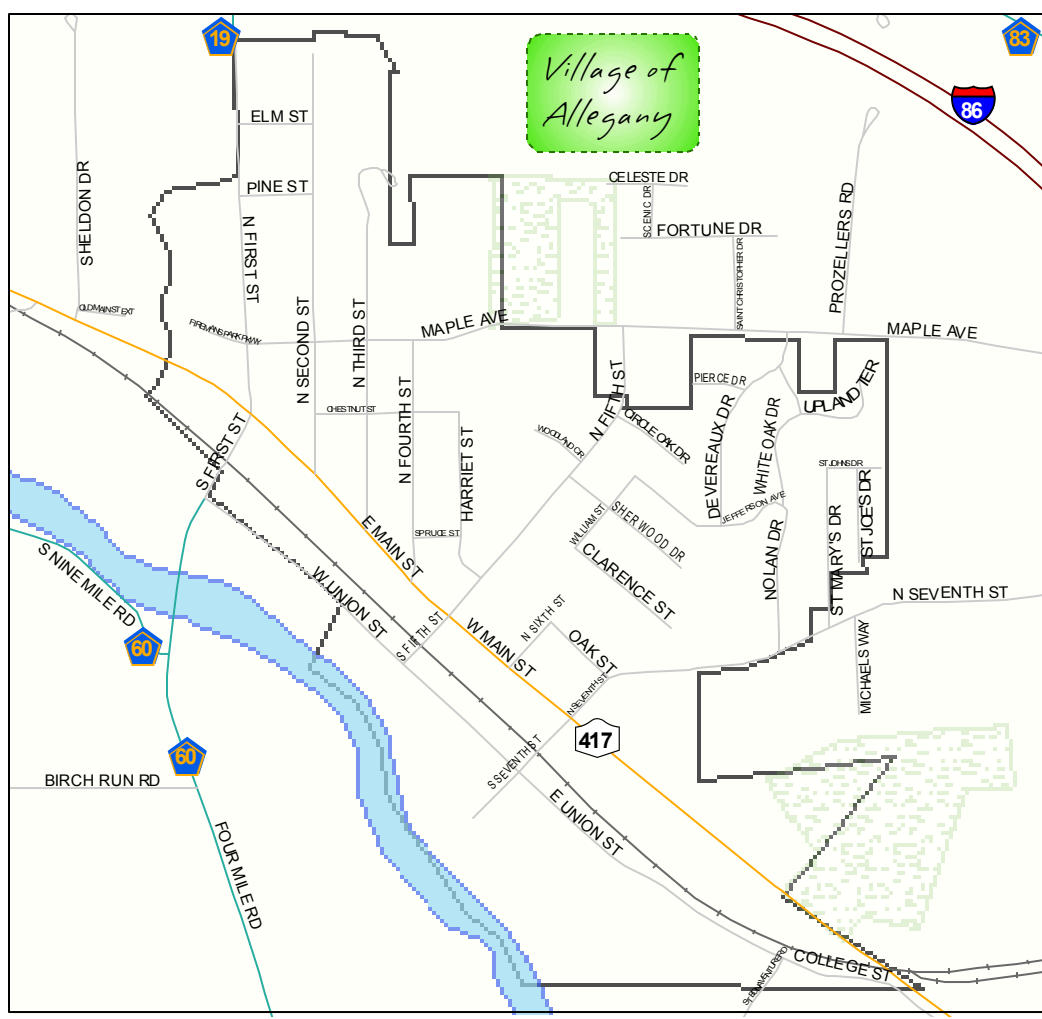 19
83
Village of
Allegany
86
ELM ST
SHELDON DR
CELESTE DR
PINE ST
SCENIC DR
PROZELLERS RD
N FIRST ST
FORTUNE DR
SAINT CHRISTOPHER DR
OLD MAIN ST EXT
FIREMANS PARK PKWY
N SECOND ST
N THIRD ST
MAPLE AVE
MAPLE AVE
PIERCE DR
UPLAND TER
CHESTNUT ST
N FOURTH ST
N FIFTH ST
DEVEREAUX DR
WHITE OAK DR
S FIRST ST
HARRIET ST
WOODLAND CIR
CIRCLE OAK DR
ST JOHNS DR
ST JOE'S DR
JEFFERSON AVE
WILLIAM ST
SHERWOOD DR
NOLAN DR
ST MARY'S DR
SPRUCE ST
E MAIN ST
S NINE MILE RD
W UNION ST
CLARENCE ST
N SEVENTH ST
N SIXTH ST
S FIFTH ST
W MAIN ST
OAK ST
60
MICHAELS WAY
N SEVENTH ST
417
60
S SEVENTH ST
BIRCH RUN RD
E UNION ST
FOUR MILE RD
COLLEGE ST
ST BONAVENTURE RD